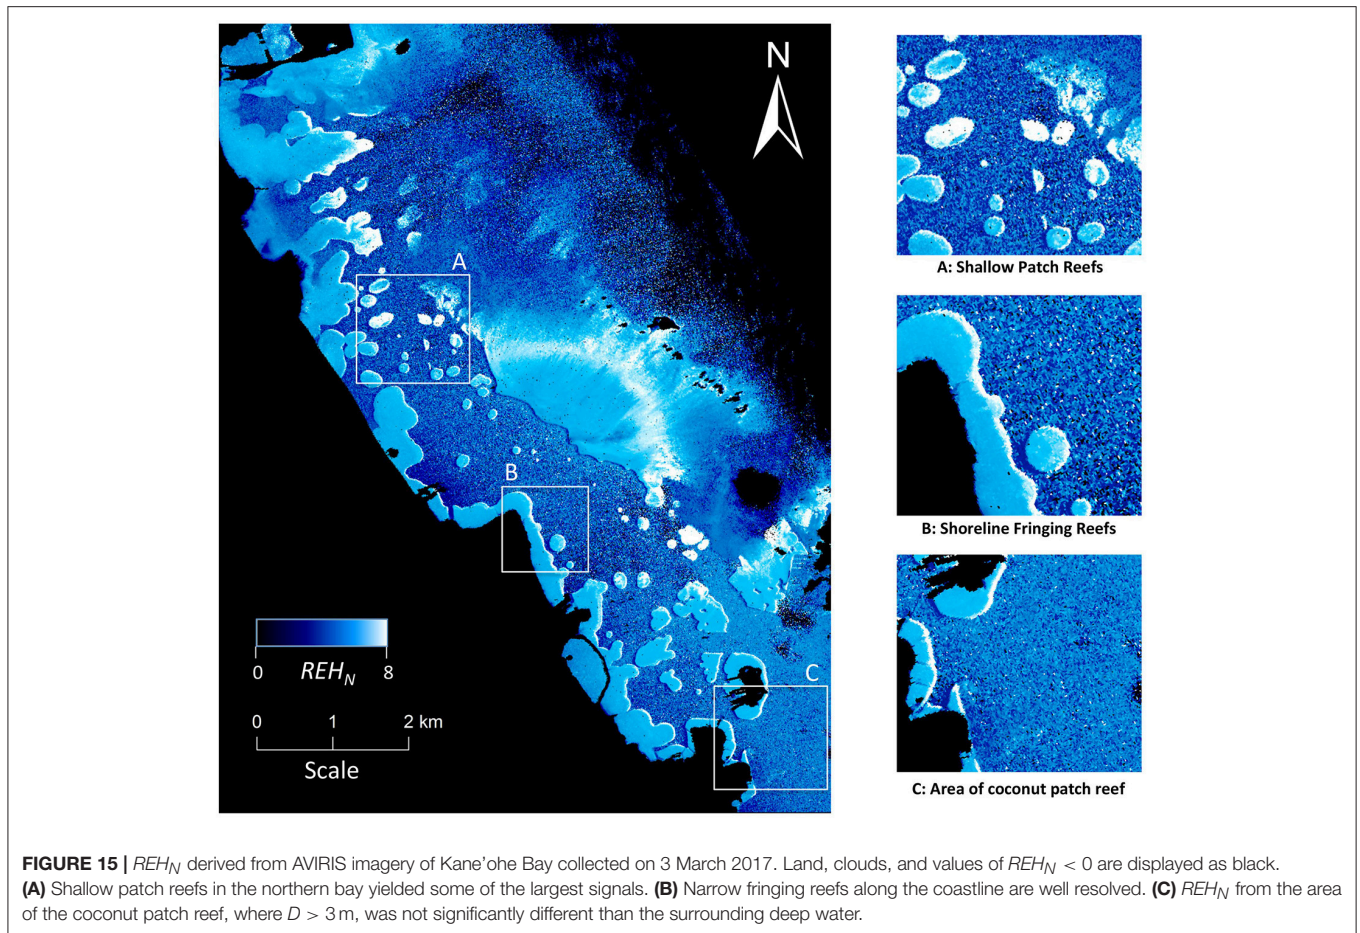 N
A
B
C
0 REH_N 8
0 1 2 km
Scale
A: Shallow Patch Reefs
B: Shoreline Fringing Reefs
C: Area of coconut patch reef
FIGURE 15 | REH_N derived from AVIRIS imagery of Kane'ohe Bay collected on 3 March 2017. Land, clouds, and values of REH_N < 0 are displayed as black.
(A) Shallow patch reefs in the northern bay yielded some of the largest signals. (B) Narrow fringing reefs along the coastline are well resolved. (C) REH_N from the area
of the coconut patch reef, where D > 3 m, was not significantly different than the surrounding deep water.